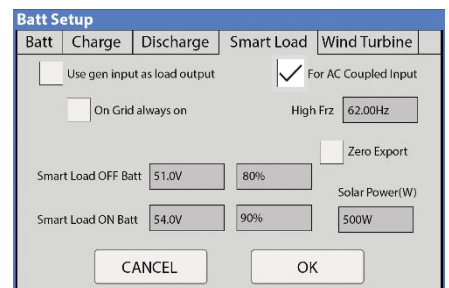 Batt Setup
Batt Charge Discharge Smart Load Wind Turbine
Use gen input as load output For AC Coupled Input
On Grid always on High Frz 62.00Hz
Zero Export
Smart Load OFF Batt 51.0V 80%
Solar Power(W)
Smart Load ON Batt 54.0V 90% 500W
CANCEL OK